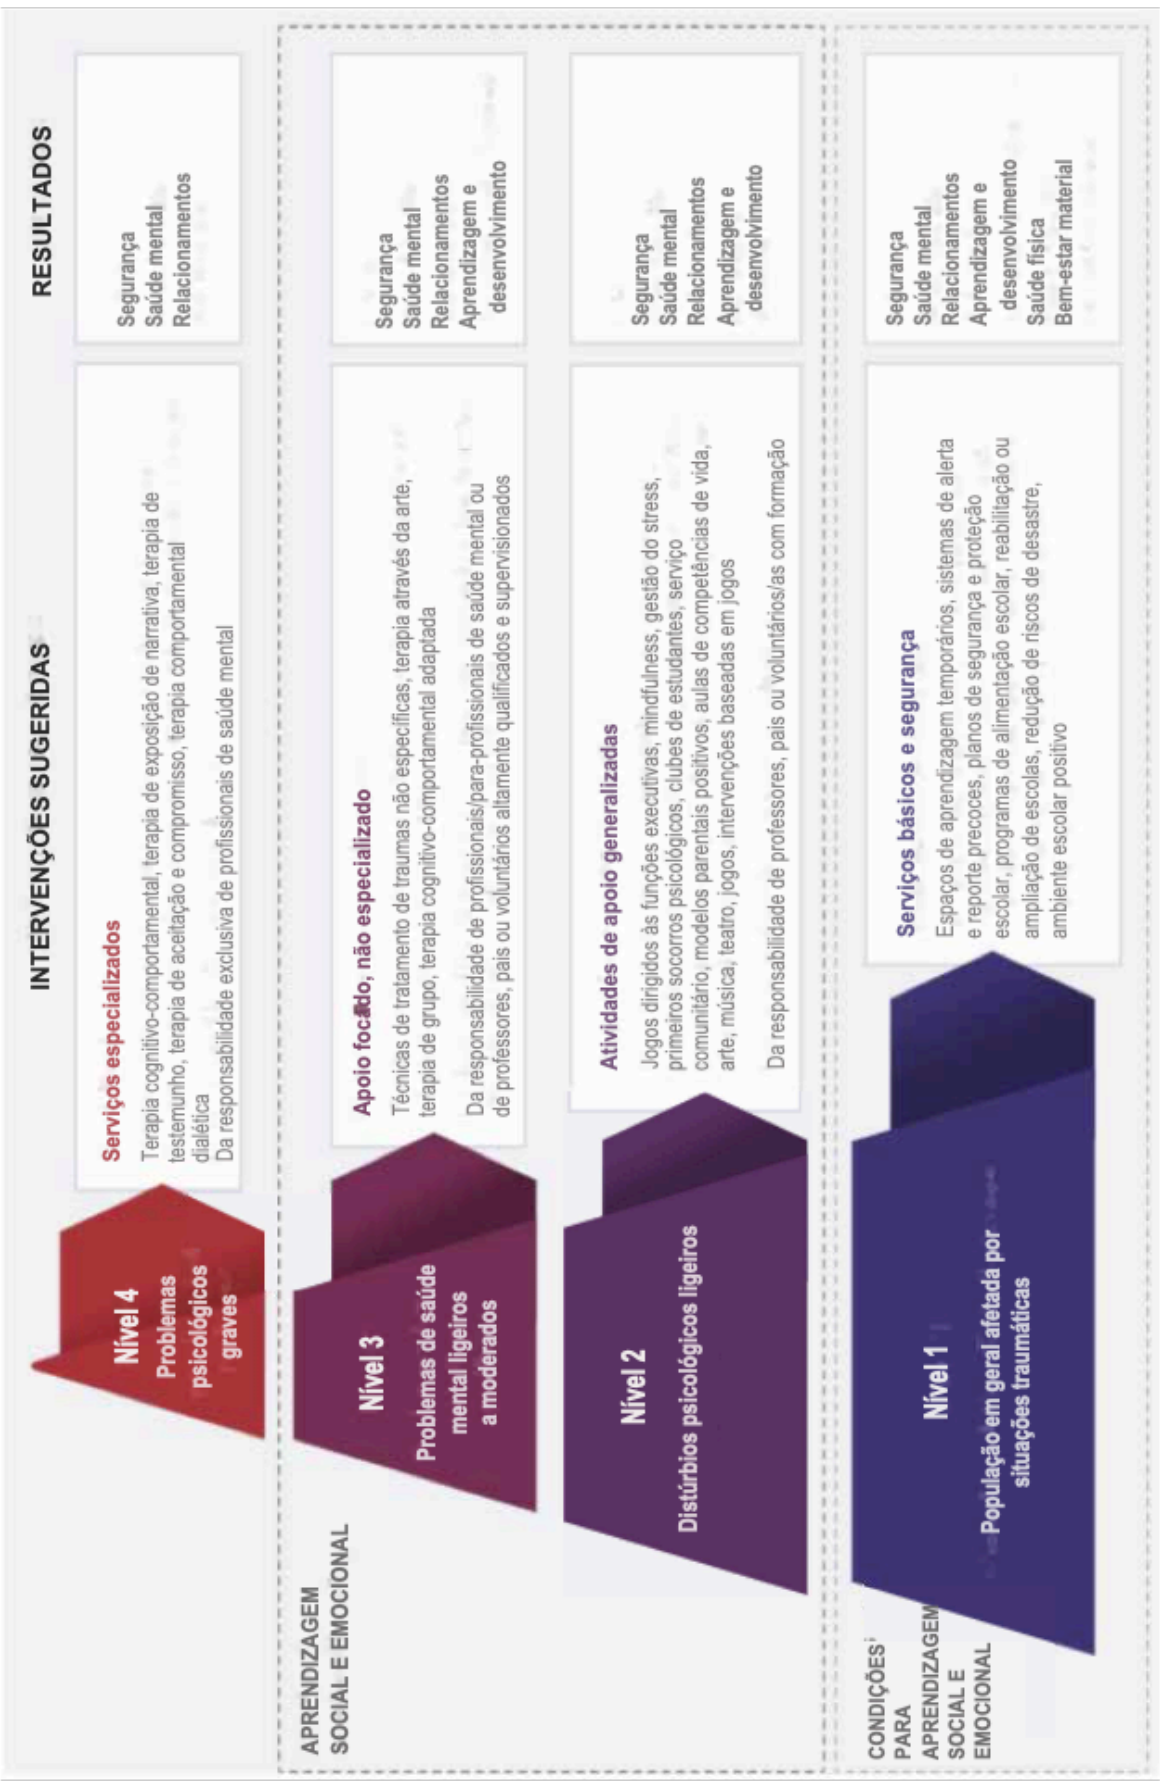 INTERVENÇÕES SUGERIDAS
RESULTADOS
Nível 4
Problemas
psicológicos
graves
Serviços especializados
Terapia cognitivo-comportamental, terapia de exposição de narrativa, terapia de
testemunho, terapia de aceitação e compromisso, terapia comportamental
dialética
Da responsabilidade exclusiva de profissionais de saúde mental
Segurança
Saúde mental
Relacionamentos
APRENDIZAGEM
SOCIAL E EMOCIONAL
Nível 3
Problemas de saúde
mental ligeiros
a moderados
Apoio focado, não especializado
Técnicas de tratamento de traumas não específicas, terapia através da arte,
terapia de grupo, terapia cognitivo-comportamental adaptada
Da responsabilidade de profissionais/para-profissionais de saúde mental ou
de professores, pais ou voluntários altamente qualificados e supervisionados
Segurança
Saúde mental
Relacionamentos
Aprendizagem e
desenvolvimento
Nível 2
Distúrbios psicológicos ligeiros
Atividades de apoio generalizadas
Jogos dirigidos às funções executivas, mindfulness, gestão do stress,
primeiros socorros psicológicos, clubes de estudantes, serviço
comunitário, modelos parentais positivos, aulas de competências de vida,
arte, música, teatro, jogos, intervenções baseadas em jogos
Da responsabilidade de professores, pais ou voluntários/as com formação
Segurança
Saúde mental
Relacionamentos
Aprendizagem e
desenvolvimento
CONDIÇÕES
PARA
APRENDIZAGEM
SOCIAL E
EMOCIONAL
Nível 1
População em geral afetada por
situações traumáticas
Serviços básicos e segurança
Espaços de aprendizagem temporários, sistemas de alerta
e reporte precoces, planos de segurança e proteção
escolar, programas de alimentação escolar, reabilitação ou
ampliação de escolas, redução de riscos de desastre,
ambiente escolar positivo
Segurança
Saúde mental
Relacionamentos
Aprendizagem e
desenvolvimento
Saúde física
Bem-estar material